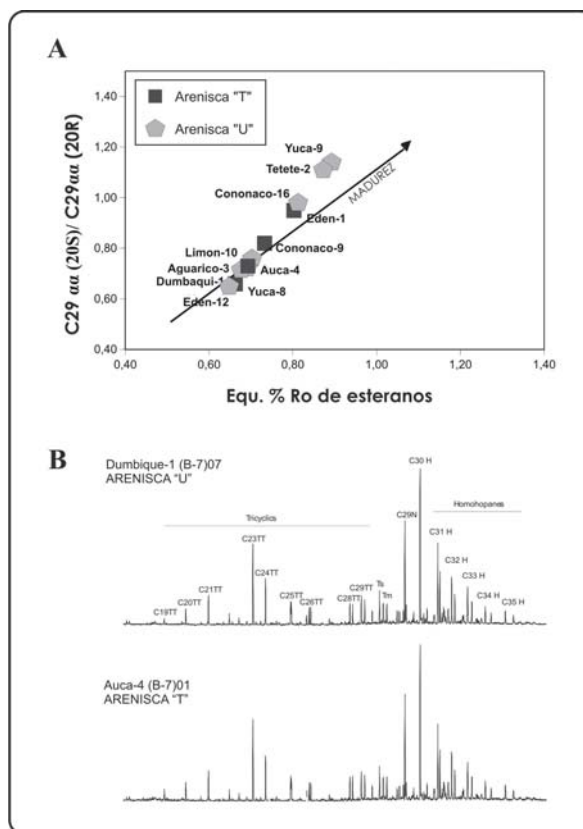 A
Arenisca "T"
Arenisca "U"
C29 αα (20S)/ C29αα (20R)
1,40
1,20
1,00
0,80
0,60
0,40
Yuca-9
Tetete-2
MADUREZ
Cononaco-16
Eden-1
Cononaco-9
Limon-10
Aguarico-3
Auca-4
Dumbaqui-1
Yuca-8
Eden-12
0,40 0,60 0,80 1,00 1,20 1,40
Equ. % Ro de esteranos
B
Dumbique-1 (B-7)07
ARENISCA "U"
C30 H
Tricyclics
Homohopanes
C29N
C31 H
C23TT
C32 H
C24TT
C33 H
C21TT
C29TT
Ts
C34 H
C25TT
C20TT
C26TT
C28TT
Tm
C35 H
C19TT
Auca-4 (B-7)01
ARENISCA "T"